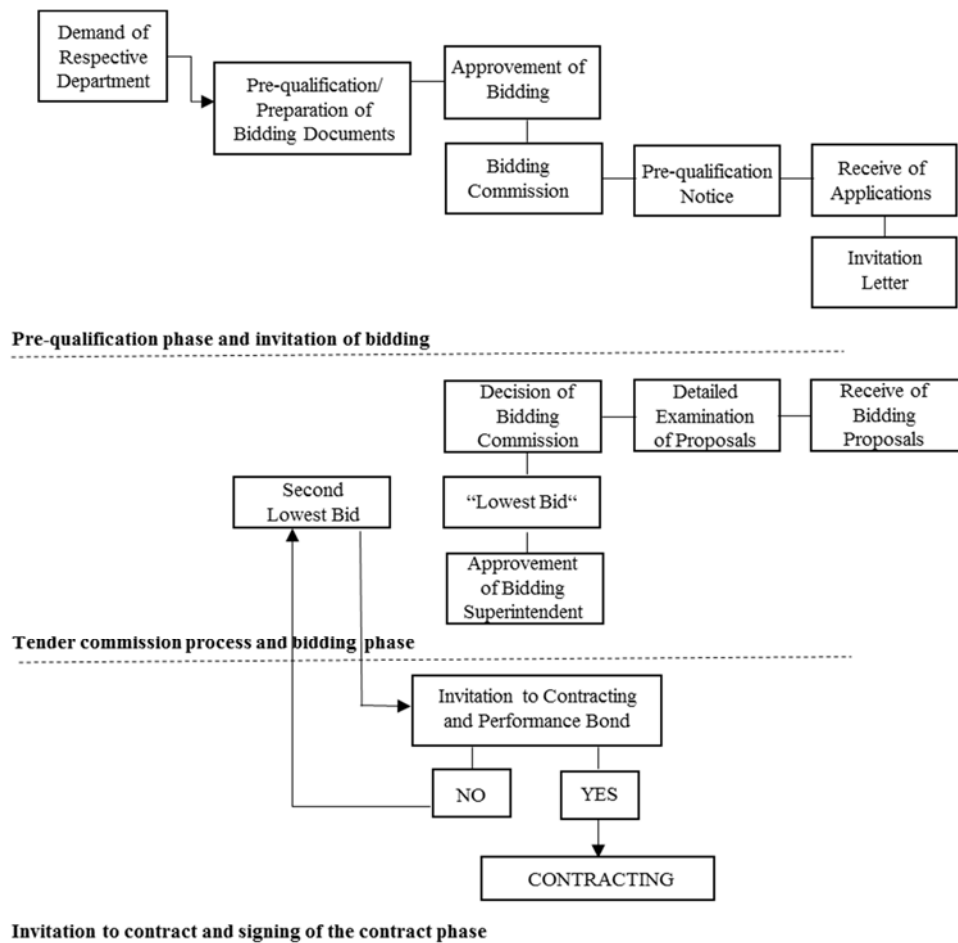 Demand of
Respective
Department
Pre-qualification/
Preparation of
Bidding Documents
Approvement of
Bidding
Bidding
Commission
Pre-qualification
Notice
Receive of
Applications
Invitation
Letter
Pre-qualification phase and invitation of bidding
Decision of
Bidding
Commission
Detailed
Examination
of Proposals
Receive of
Bidding
Proposals
Second
Lowest Bid
“Lowest Bid“
Approvement
of Bidding
Superintendent
Tender commission process and bidding phase
Invitation to Contracting
and Performance Bond
NO
YES
CONTRACTING
Invitation to contract and signing of the contract phase